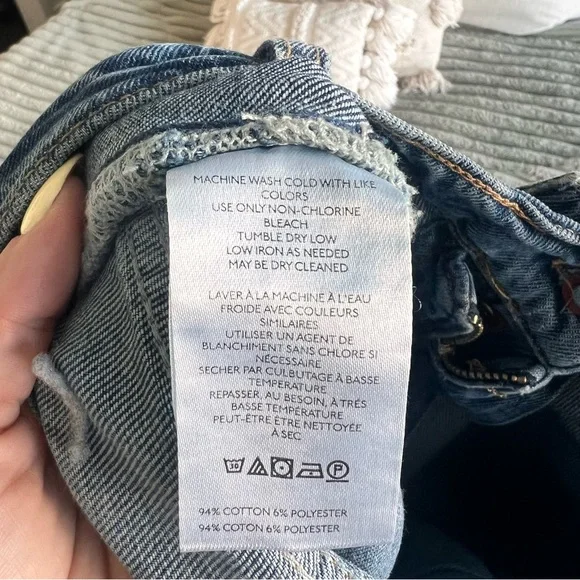 MACHINE WASH COLD WITH LIKE
COLORS
USE ONLY NON-CHLORINE
BLEACH
TUMBLE DRY LOW
LOW IRON AS NEEDED
MAY BE DRY CLEANED
LAVER À LA MACHINE À L'EAU
FROIDE AVEC COULEURS
SIMILAIRES
UTILISER UN AGENT DE
BLANCHIMENT SANS CHLORE SI
NÉCESSAIRE
SECHER PAR CULBUTAGE À BASSE
TEMPÉRATURE
REPASSER, AU BESOIN, À TRÉS
BASSE TEMPÉRATURE
PEUT-ÊTRE ÊTRE NETTOYÉE
À SEC
30 P
94% COTTON 6% POLYESTER
94% COTON 6% POLYESTER